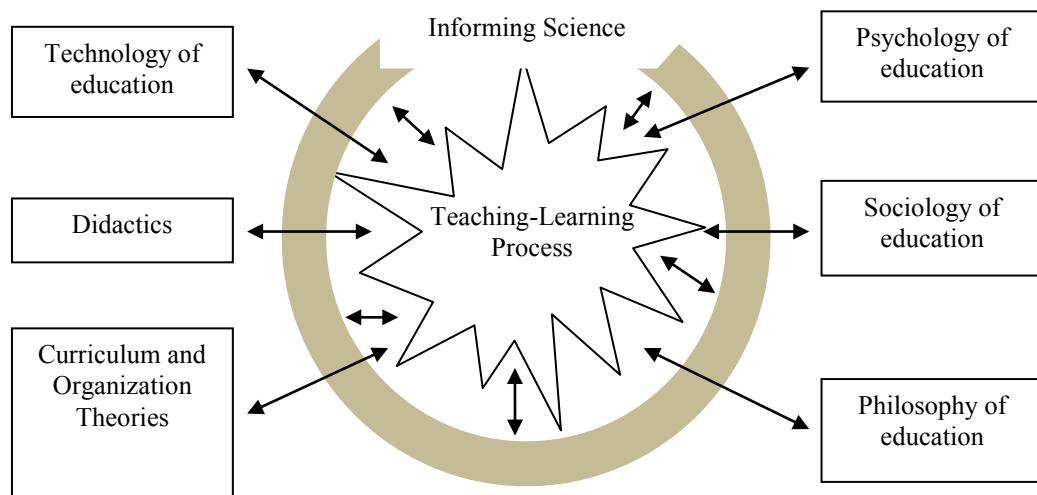 Informing Science
Technology of
education
Psychology of
education
Didactics
Teaching-Learning
Process
Sociology of
education
Curriculum and
Organization
Theories
Philosophy of
education